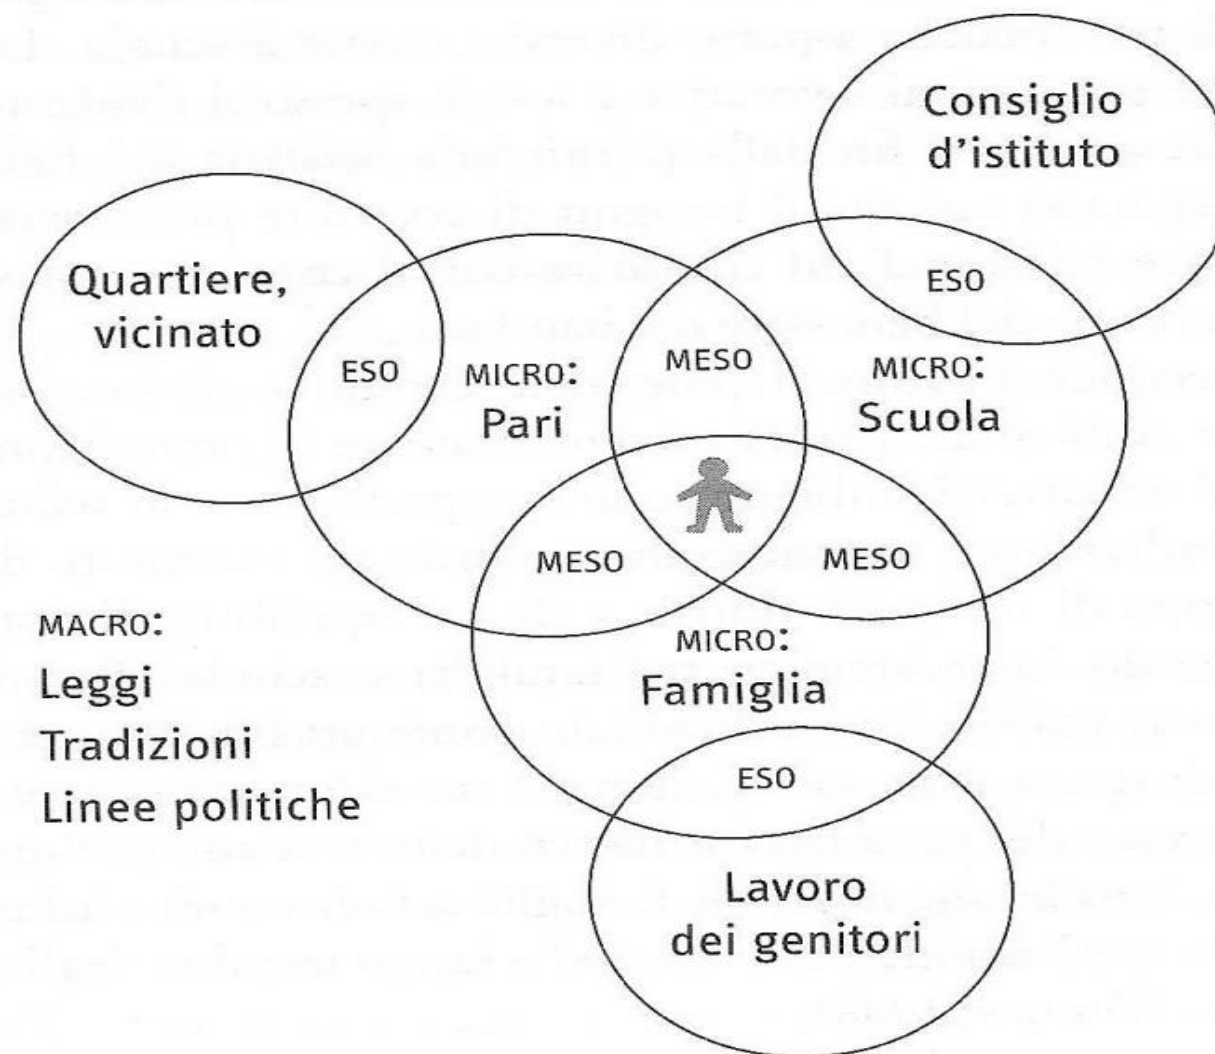 Consiglio
d'istituto
Quartiere,
vicinato
ESO
ESO
MICRO:
Pari
MESO
MICRO:
Scuola
MESO
MESO
MICRO:
Famiglia
MACRO:
Leggi
Tradizioni
Linee politiche
ESO
Lavoro
dei genitori